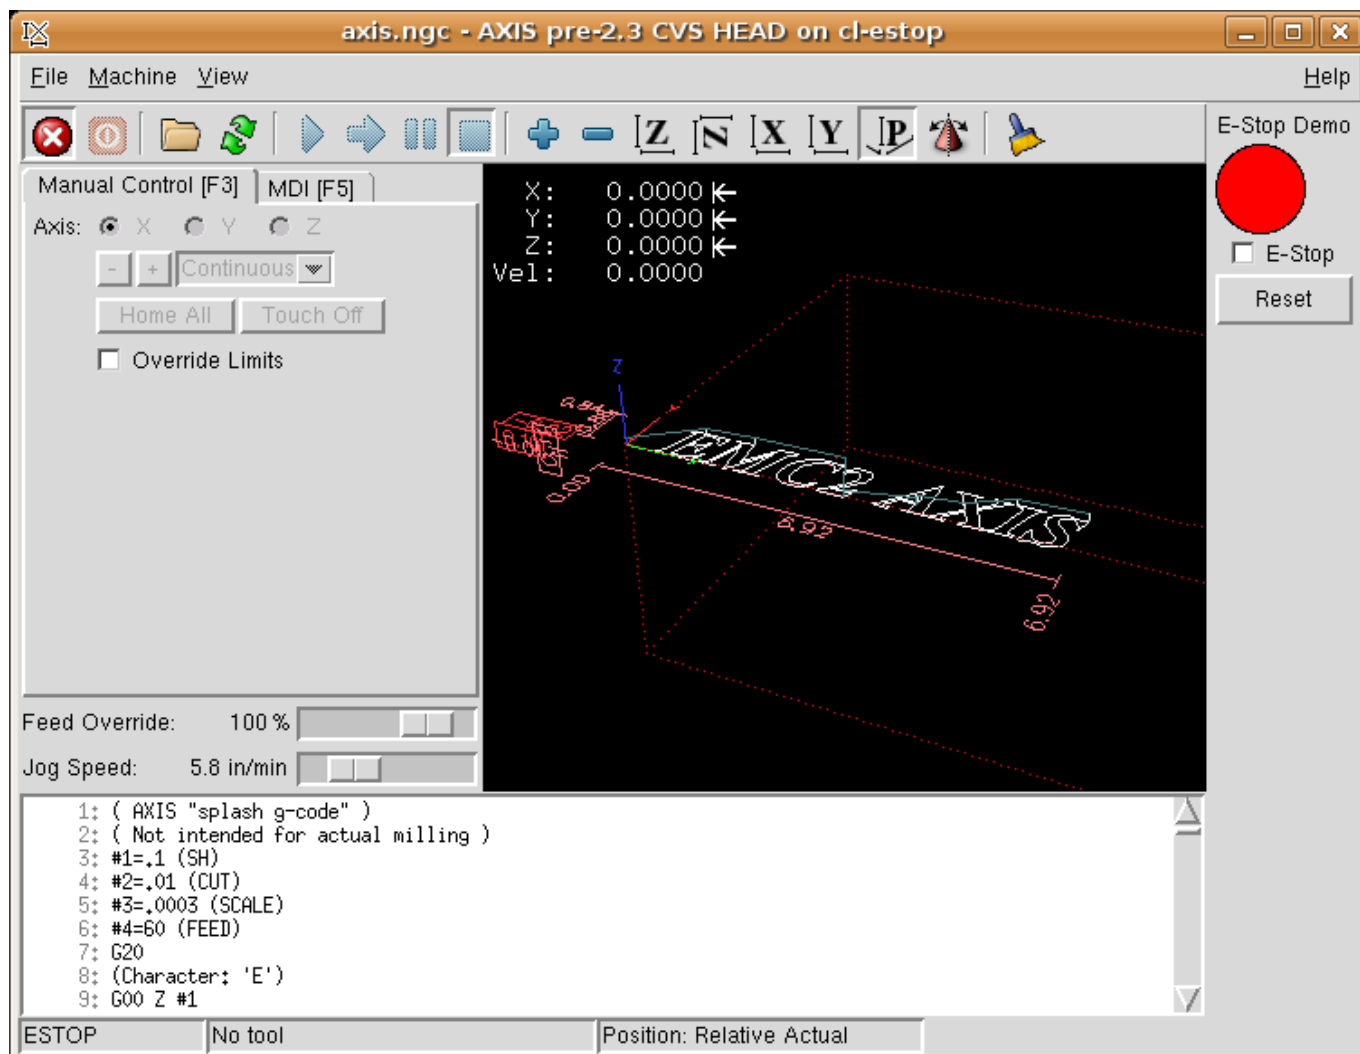 axis.ngc - AXIS pre-2.3 CVS HEAD on cl-estop
File Machine View Help
Z N X Y P
E-Stop Demo
E-Stop
Reset
Manual Control [F3] MDI [F5]
Axis: X Y Z
- + Continuous
Home All Touch Off
Override Limits
X: 0.0000
Y: 0.0000
Z: 0.0000
Vel: 0.0000
Z
0.00
6.92
6.92
EMC2 AXIS
Feed Override: 100 %
Jog Speed: 5.8 in/min
1: ( AXIS "splash g-code" )
2: ( Not intended for actual milling )
3: #1=.1 (SH)
4: #2=.01 (CUT)
5: #3=.0003 (SCALE)
6: #4=60 (FEED)
7: G20
8: (Character: 'E')
9: G00 Z #1
ESTOP No tool Position: Relative Actual